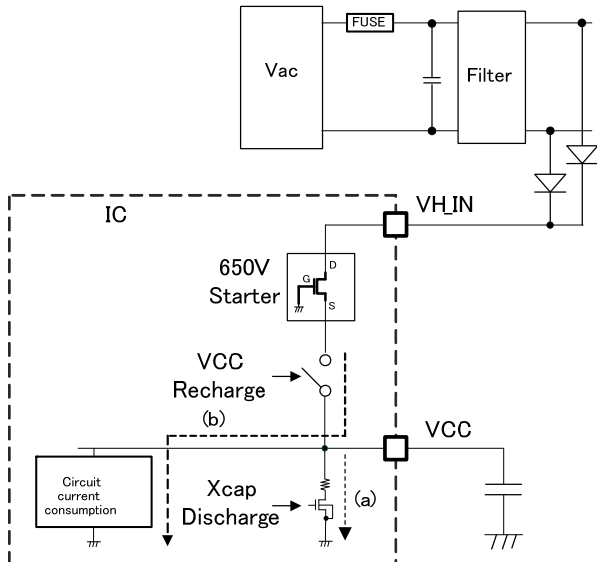 FUSE
Vac
Filter
IC
VH_IN
650V
Starter
D
G
S
VCC
Recharge
(b)
VCC
Circuit
current
consumption
Xcap
Discharge
(a)